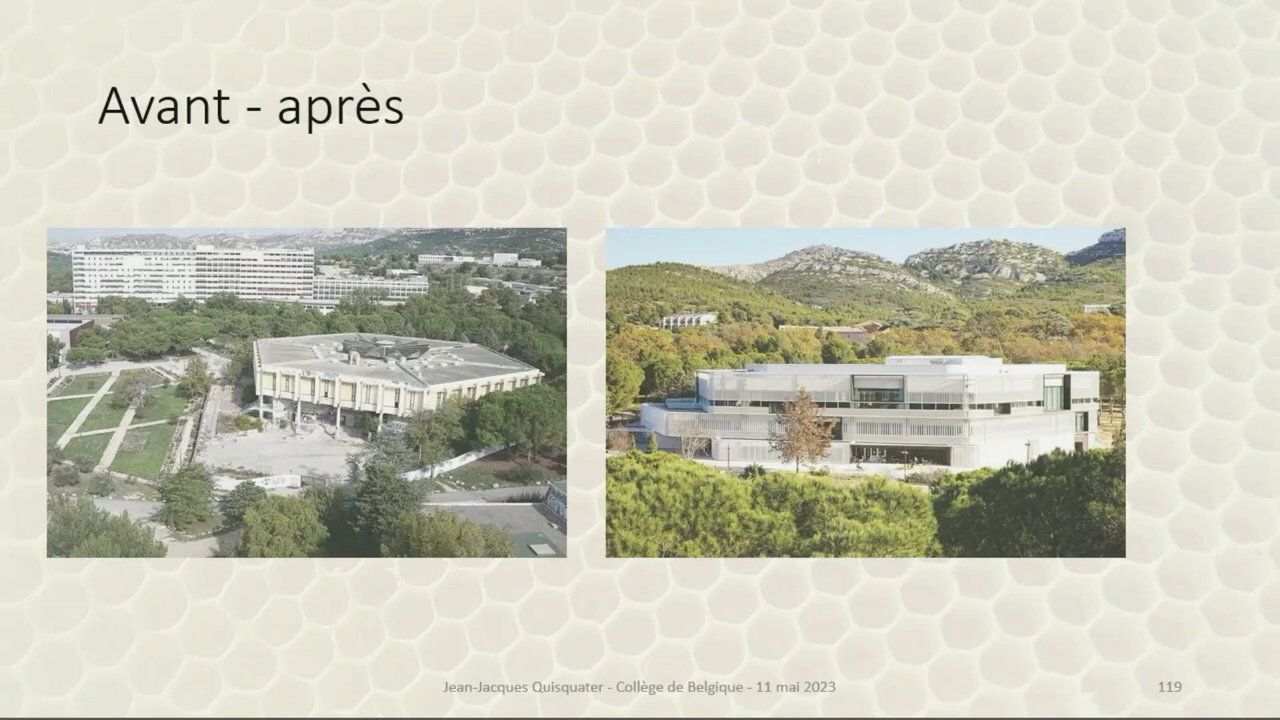 Avant - après
Jean-Jacques Quisquater - Collège de Belgique - 11 mai 2023
119